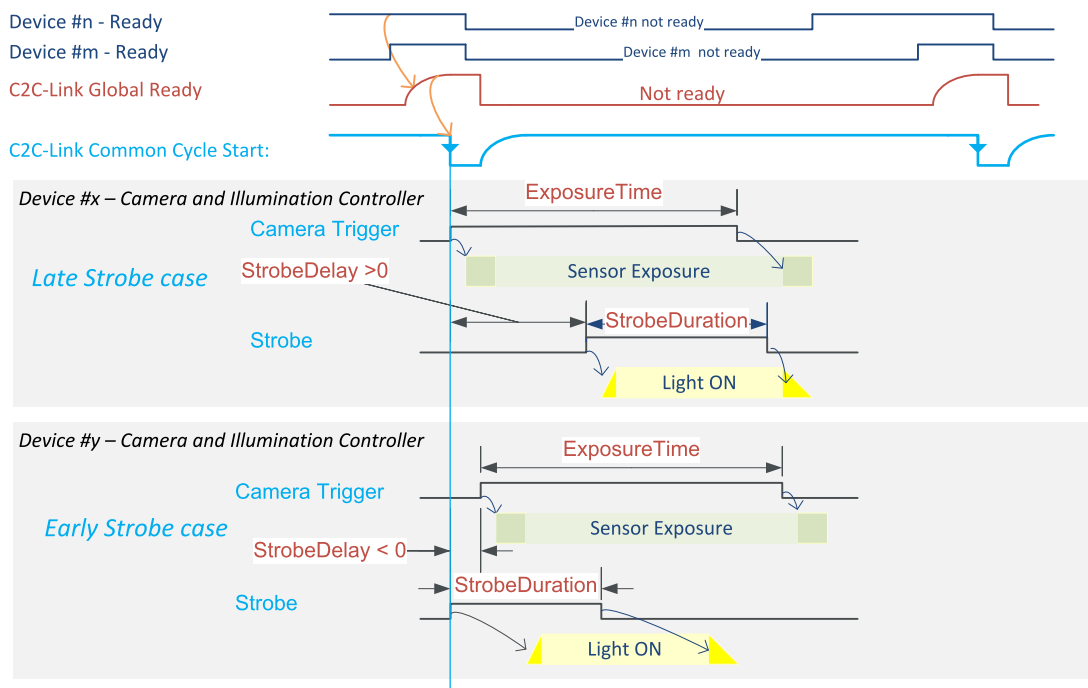 Device #n - Ready
Device #n not ready
Device #m - Ready
Device #m  not ready
C2C-Link Global Ready
Not ready
C2C-Link Common Cycle Start:
Device #x – Camera and Illumination Controller
ExposureTime
Camera Trigger
StrobeDelay >0
Sensor Exposure
Late Strobe case
StrobeDuration
Strobe
Light ON
Device #y – Camera and Illumination Controller
ExposureTime
Camera Trigger
Early Strobe case
Sensor Exposure
StrobeDelay < 0
StrobeDuration
Strobe
Light ON